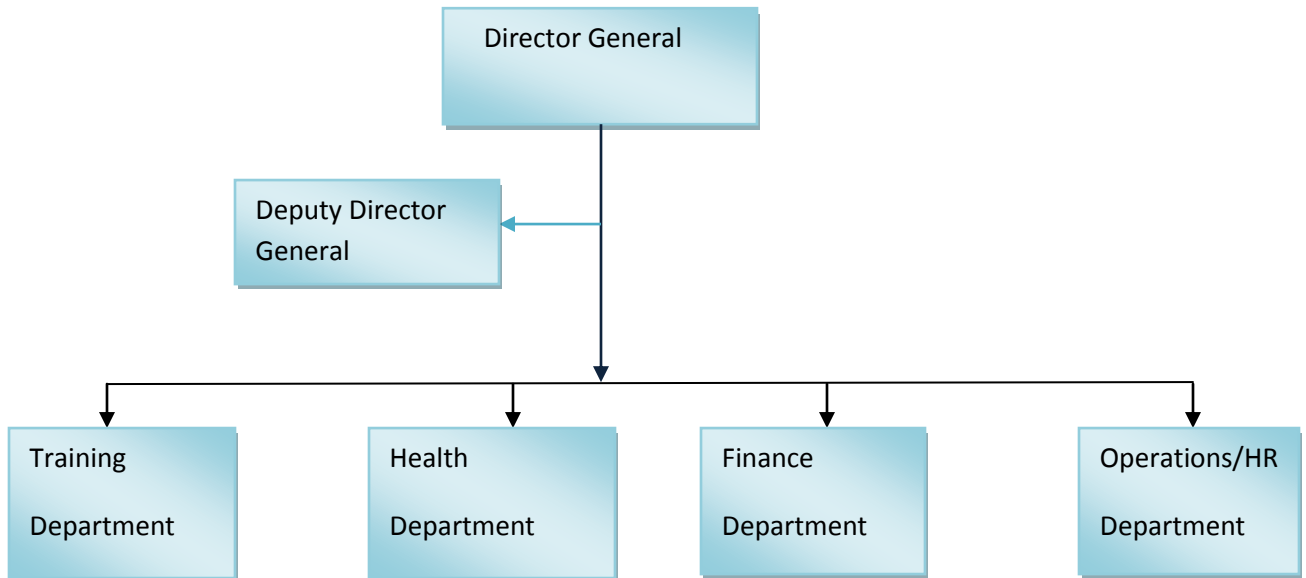 Director General
Deputy Director
General
Training
Department
Health
Department
Finance
Department
Operations/HR
Department